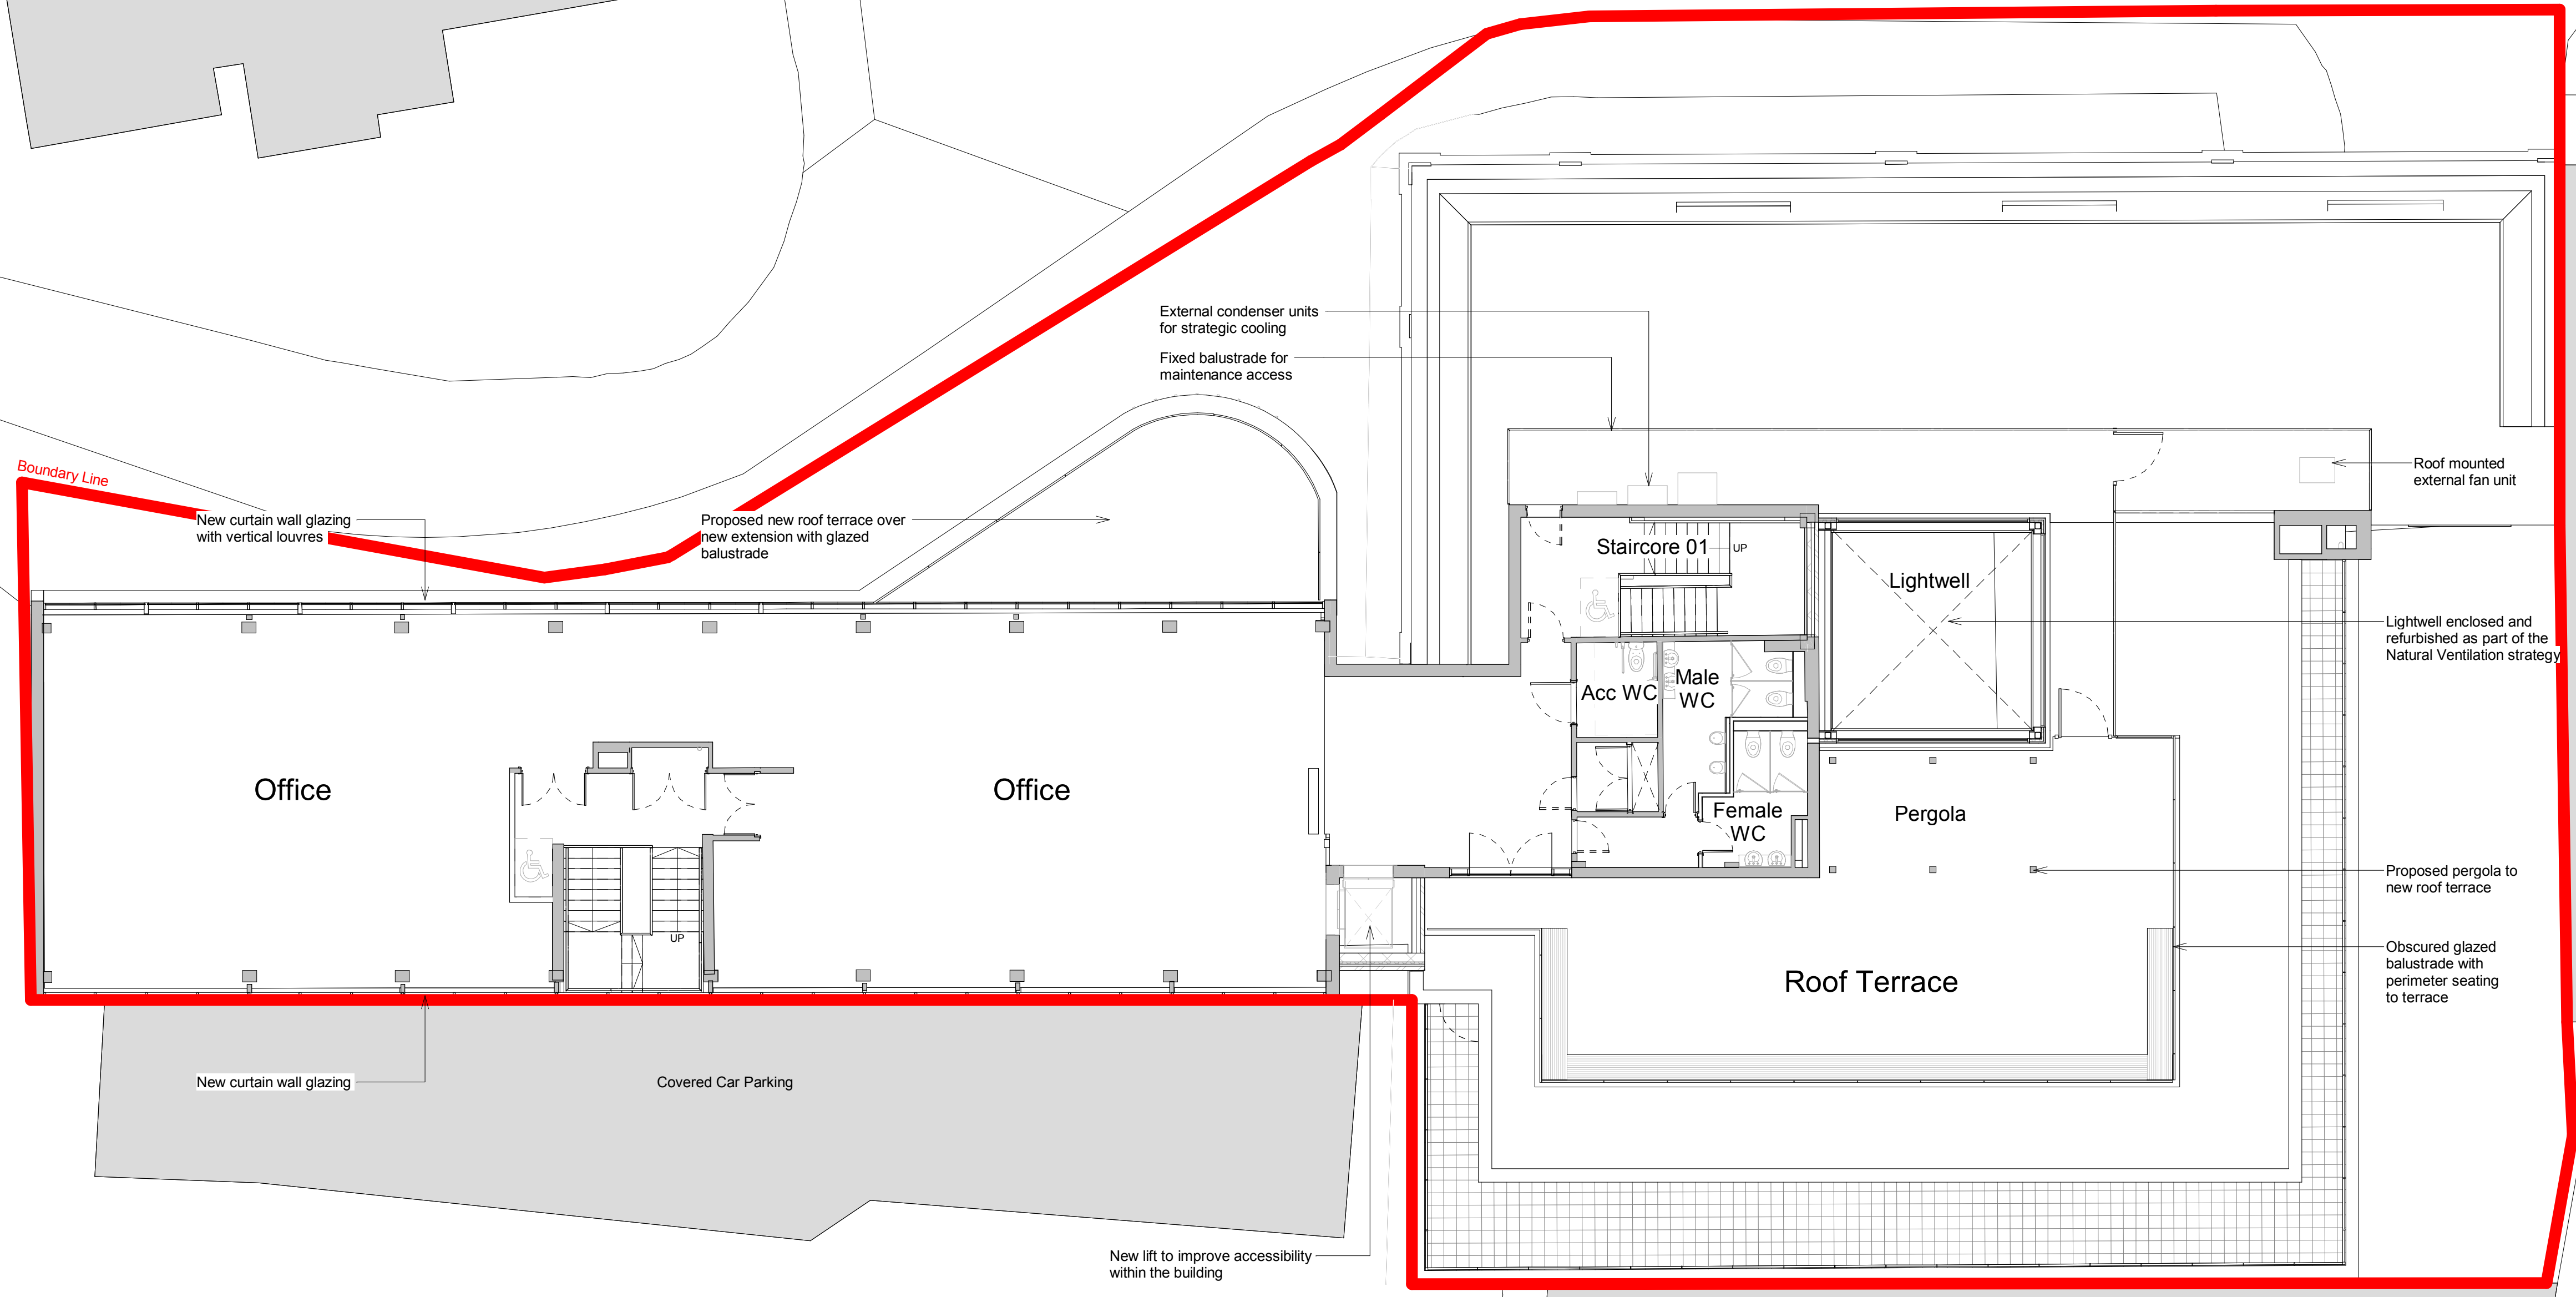 External condenser units
for strategic cooling
Fixed balustrade for
maintenance access
Boundary Line
New curtain wall glazing
with vertical louvres
Proposed new roof terrace over
new extension with glazed
balustrade
Roof mounted
external fan unit
Staircore 01
UP
Lightwell
Lightwell enclosed and
refurbished as part of the
Natural Ventilation strategy
Acc WC
Male
WC
Office
Office
Female
WC
Pergola
Proposed pergola to
new roof terrace
UP
Roof Terrace
Obscured glazed
balustrade with
perimeter seating
to terrace
New curtain wall glazing
Covered Car Parking
New lift to improve accessibility
within the building